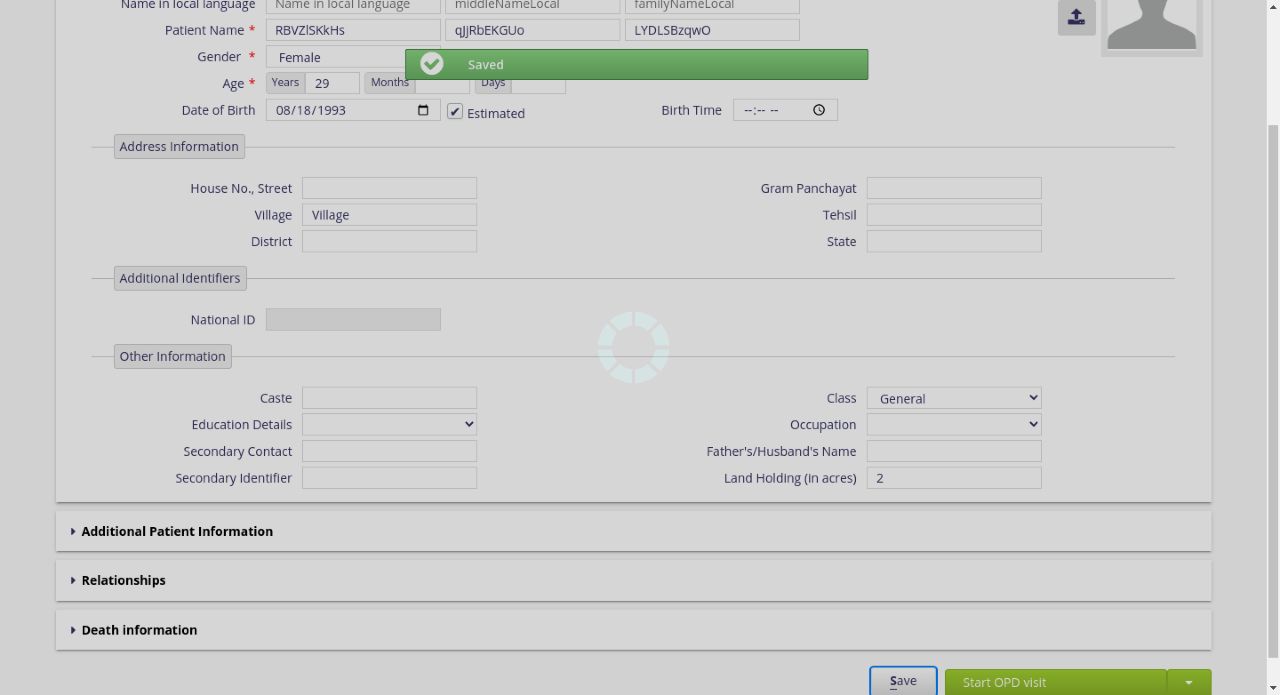 Name in local language Name in local language middleNameLocal familyNameLocal
Patient Name * RBVZlSKkHs qJjRbEKGUo LYDLSBzqwO
Gender * Female
Saved
Age * Years 29 Months Days
Date of Birth 08/18/1993 Estimated Birth Time --:-- --
Address Information
House No., Street Gram Panchayat
Village Village Tehsil
District State
Additional Identifiers
National ID
Other Information
Caste Class General
Education Details Occupation
Secondary Contact Father's/Husband's Name
Secondary Identifier Land Holding (in acres) 2
Additional Patient Information
Relationships
Death information
Save Start OPD visit